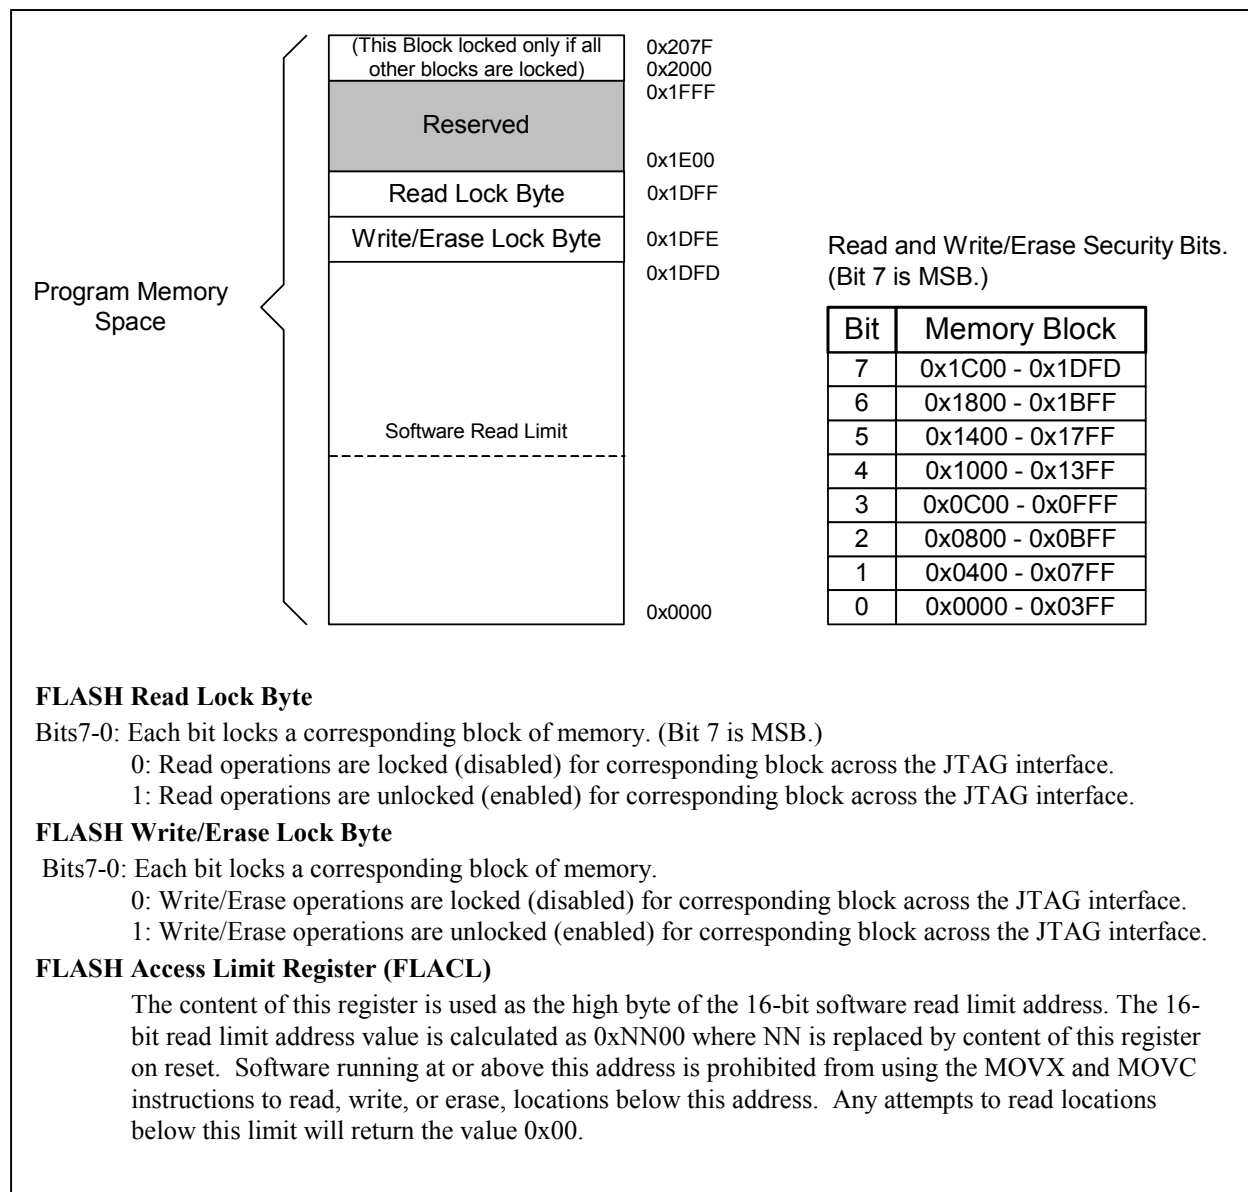 (This Block locked only if all
other blocks are locked)
0x207F
0x2000
0x1FFF
Reserved
0x1E00
Read Lock Byte
0x1DFF
Write/Erase Lock Byte
0x1DFE
0x1DFD
Program Memory
Space
Software Read Limit
0x0000
Read and Write/Erase Security Bits.
(Bit 7 is MSB.)
Bit Memory Block
7 0x1C00 - 0x1DFD
6 0x1800 - 0x1BFF
5 0x1400 - 0x17FF
4 0x1000 - 0x13FF
3 0x0C00 - 0x0FFF
2 0x0800 - 0x0BFF
1 0x0400 - 0x07FF
0 0x0000 - 0x03FF
FLASH Read Lock Byte
Bits7-0: Each bit locks a corresponding block of memory. (Bit 7 is MSB.)
0: Read operations are locked (disabled) for corresponding block across the JTAG interface.
1: Read operations are unlocked (enabled) for corresponding block across the JTAG interface.
FLASH Write/Erase Lock Byte
Bits7-0: Each bit locks a corresponding block of memory.
0: Write/Erase operations are locked (disabled) for corresponding block across the JTAG interface.
1: Write/Erase operations are unlocked (enabled) for corresponding block across the JTAG interface.
FLASH Access Limit Register (FLACL)
The content of this register is used as the high byte of the 16-bit software read limit address. The 16-
bit read limit address value is calculated as 0xNN00 where NN is replaced by content of this register
on reset. Software running at or above this address is prohibited from using the MOVX and MOVC
instructions to read, write, or erase, locations below this address. Any attempts to read locations
below this limit will return the value 0x00.